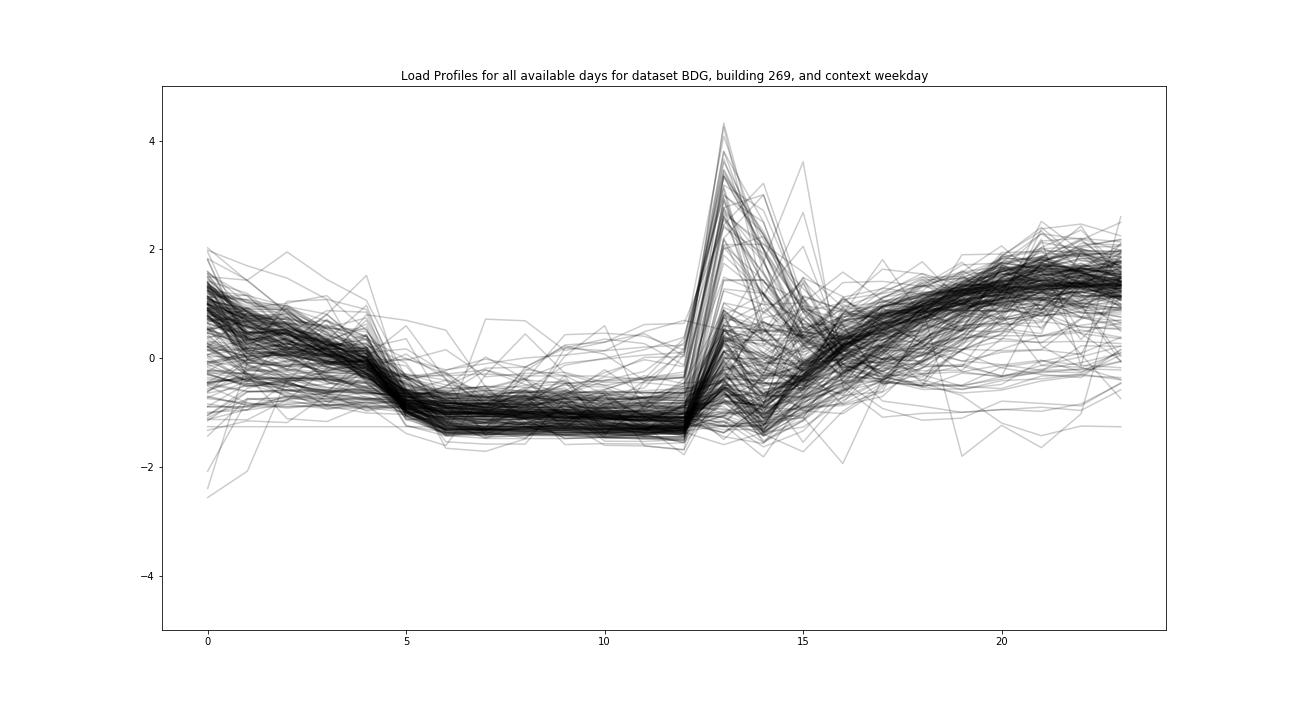 Load Profiles for all available days for dataset BDG, building 269, and context weekday
4
2
0
−2
−4
0 5 10 15 20